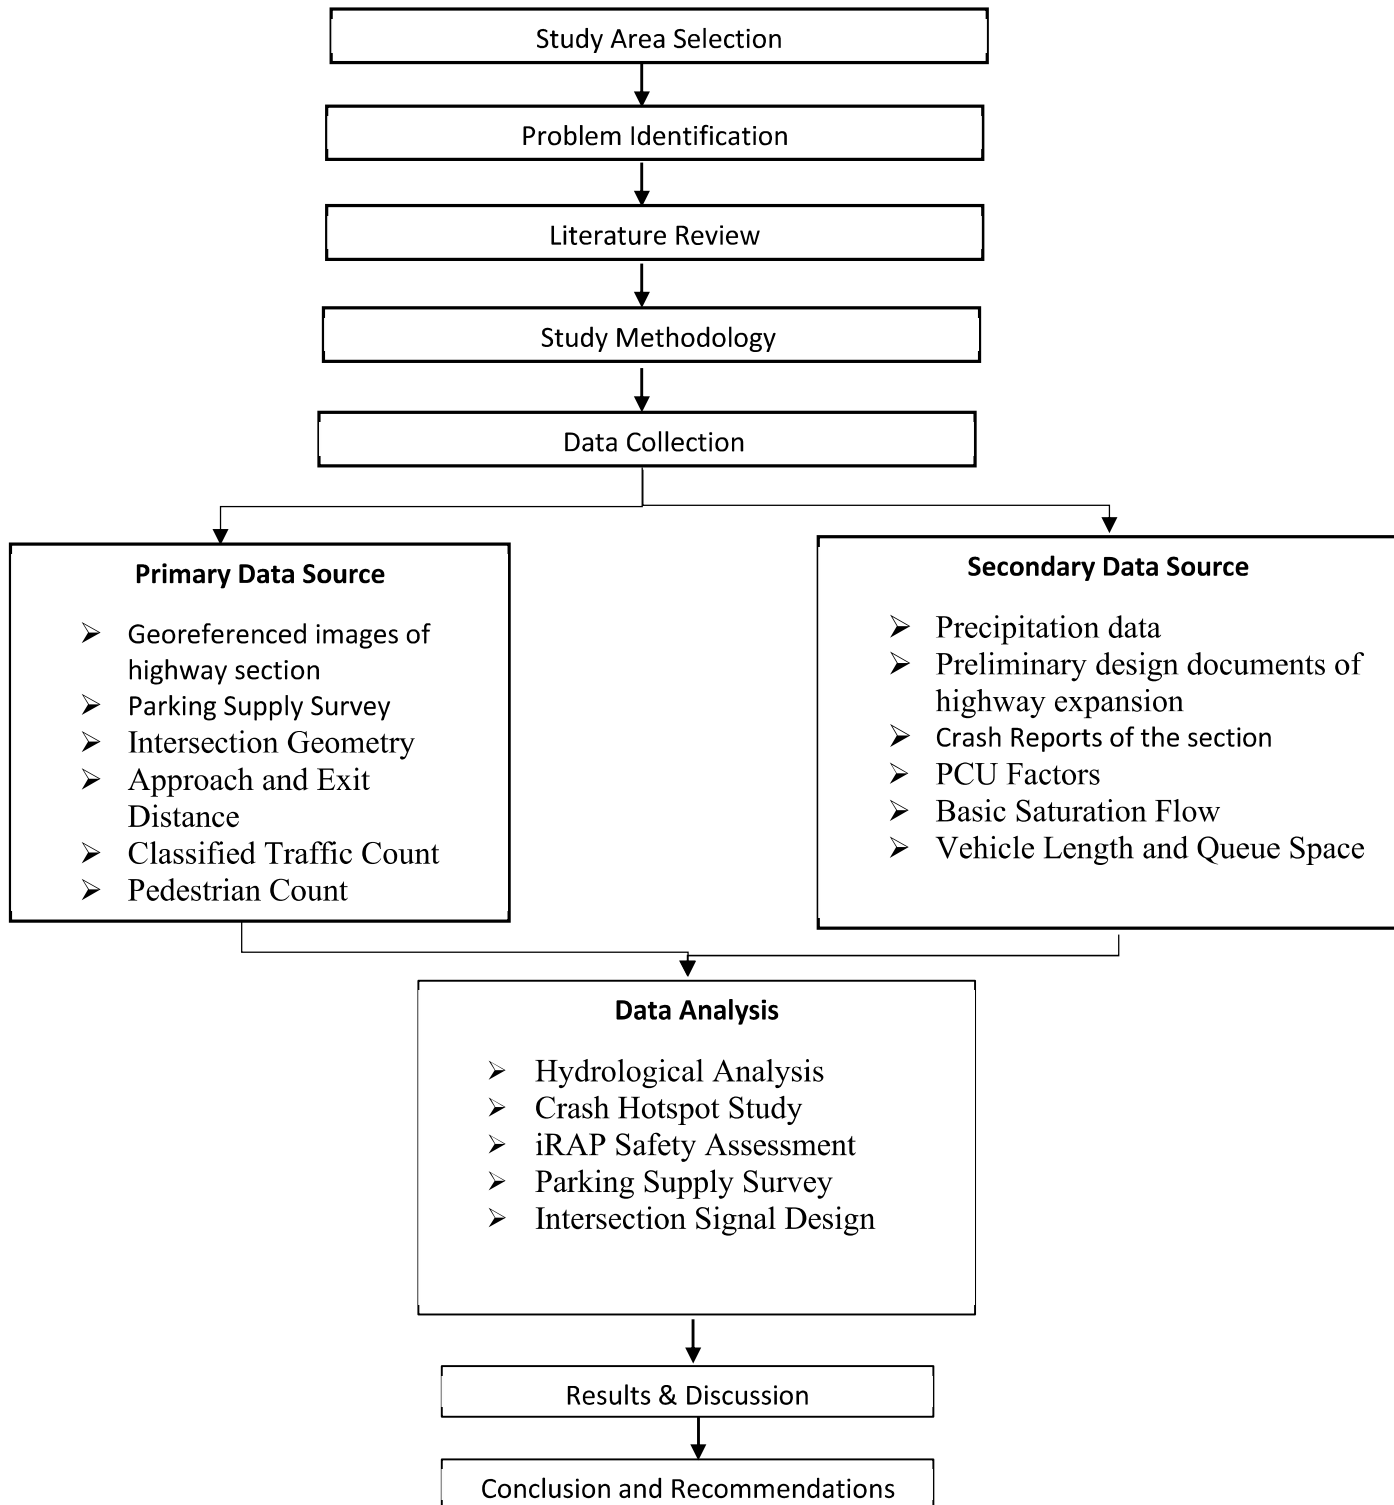 Study Area Selection
Problem Identification
Literature Review
Study Methodology
Data Collection
Primary Data Source
➢ Georeferenced images of
highway section
➢ Parking Supply Survey
➢ Intersection Geometry
➢ Approach and Exit
Distance
➢ Classified Traffic Count
➢ Pedestrian Count
Secondary Data Source
➢ Precipitation data
➢ Preliminary design documents of
highway expansion
➢ Crash Reports of the section
➢ PCU Factors
➢ Basic Saturation Flow
➢ Vehicle Length and Queue Space
Data Analysis
➢ Hydrological Analysis
➢ Crash Hotspot Study
➢ iRAP Safety Assessment
➢ Parking Supply Survey
➢ Intersection Signal Design
Results & Discussion
Conclusion and Recommendations